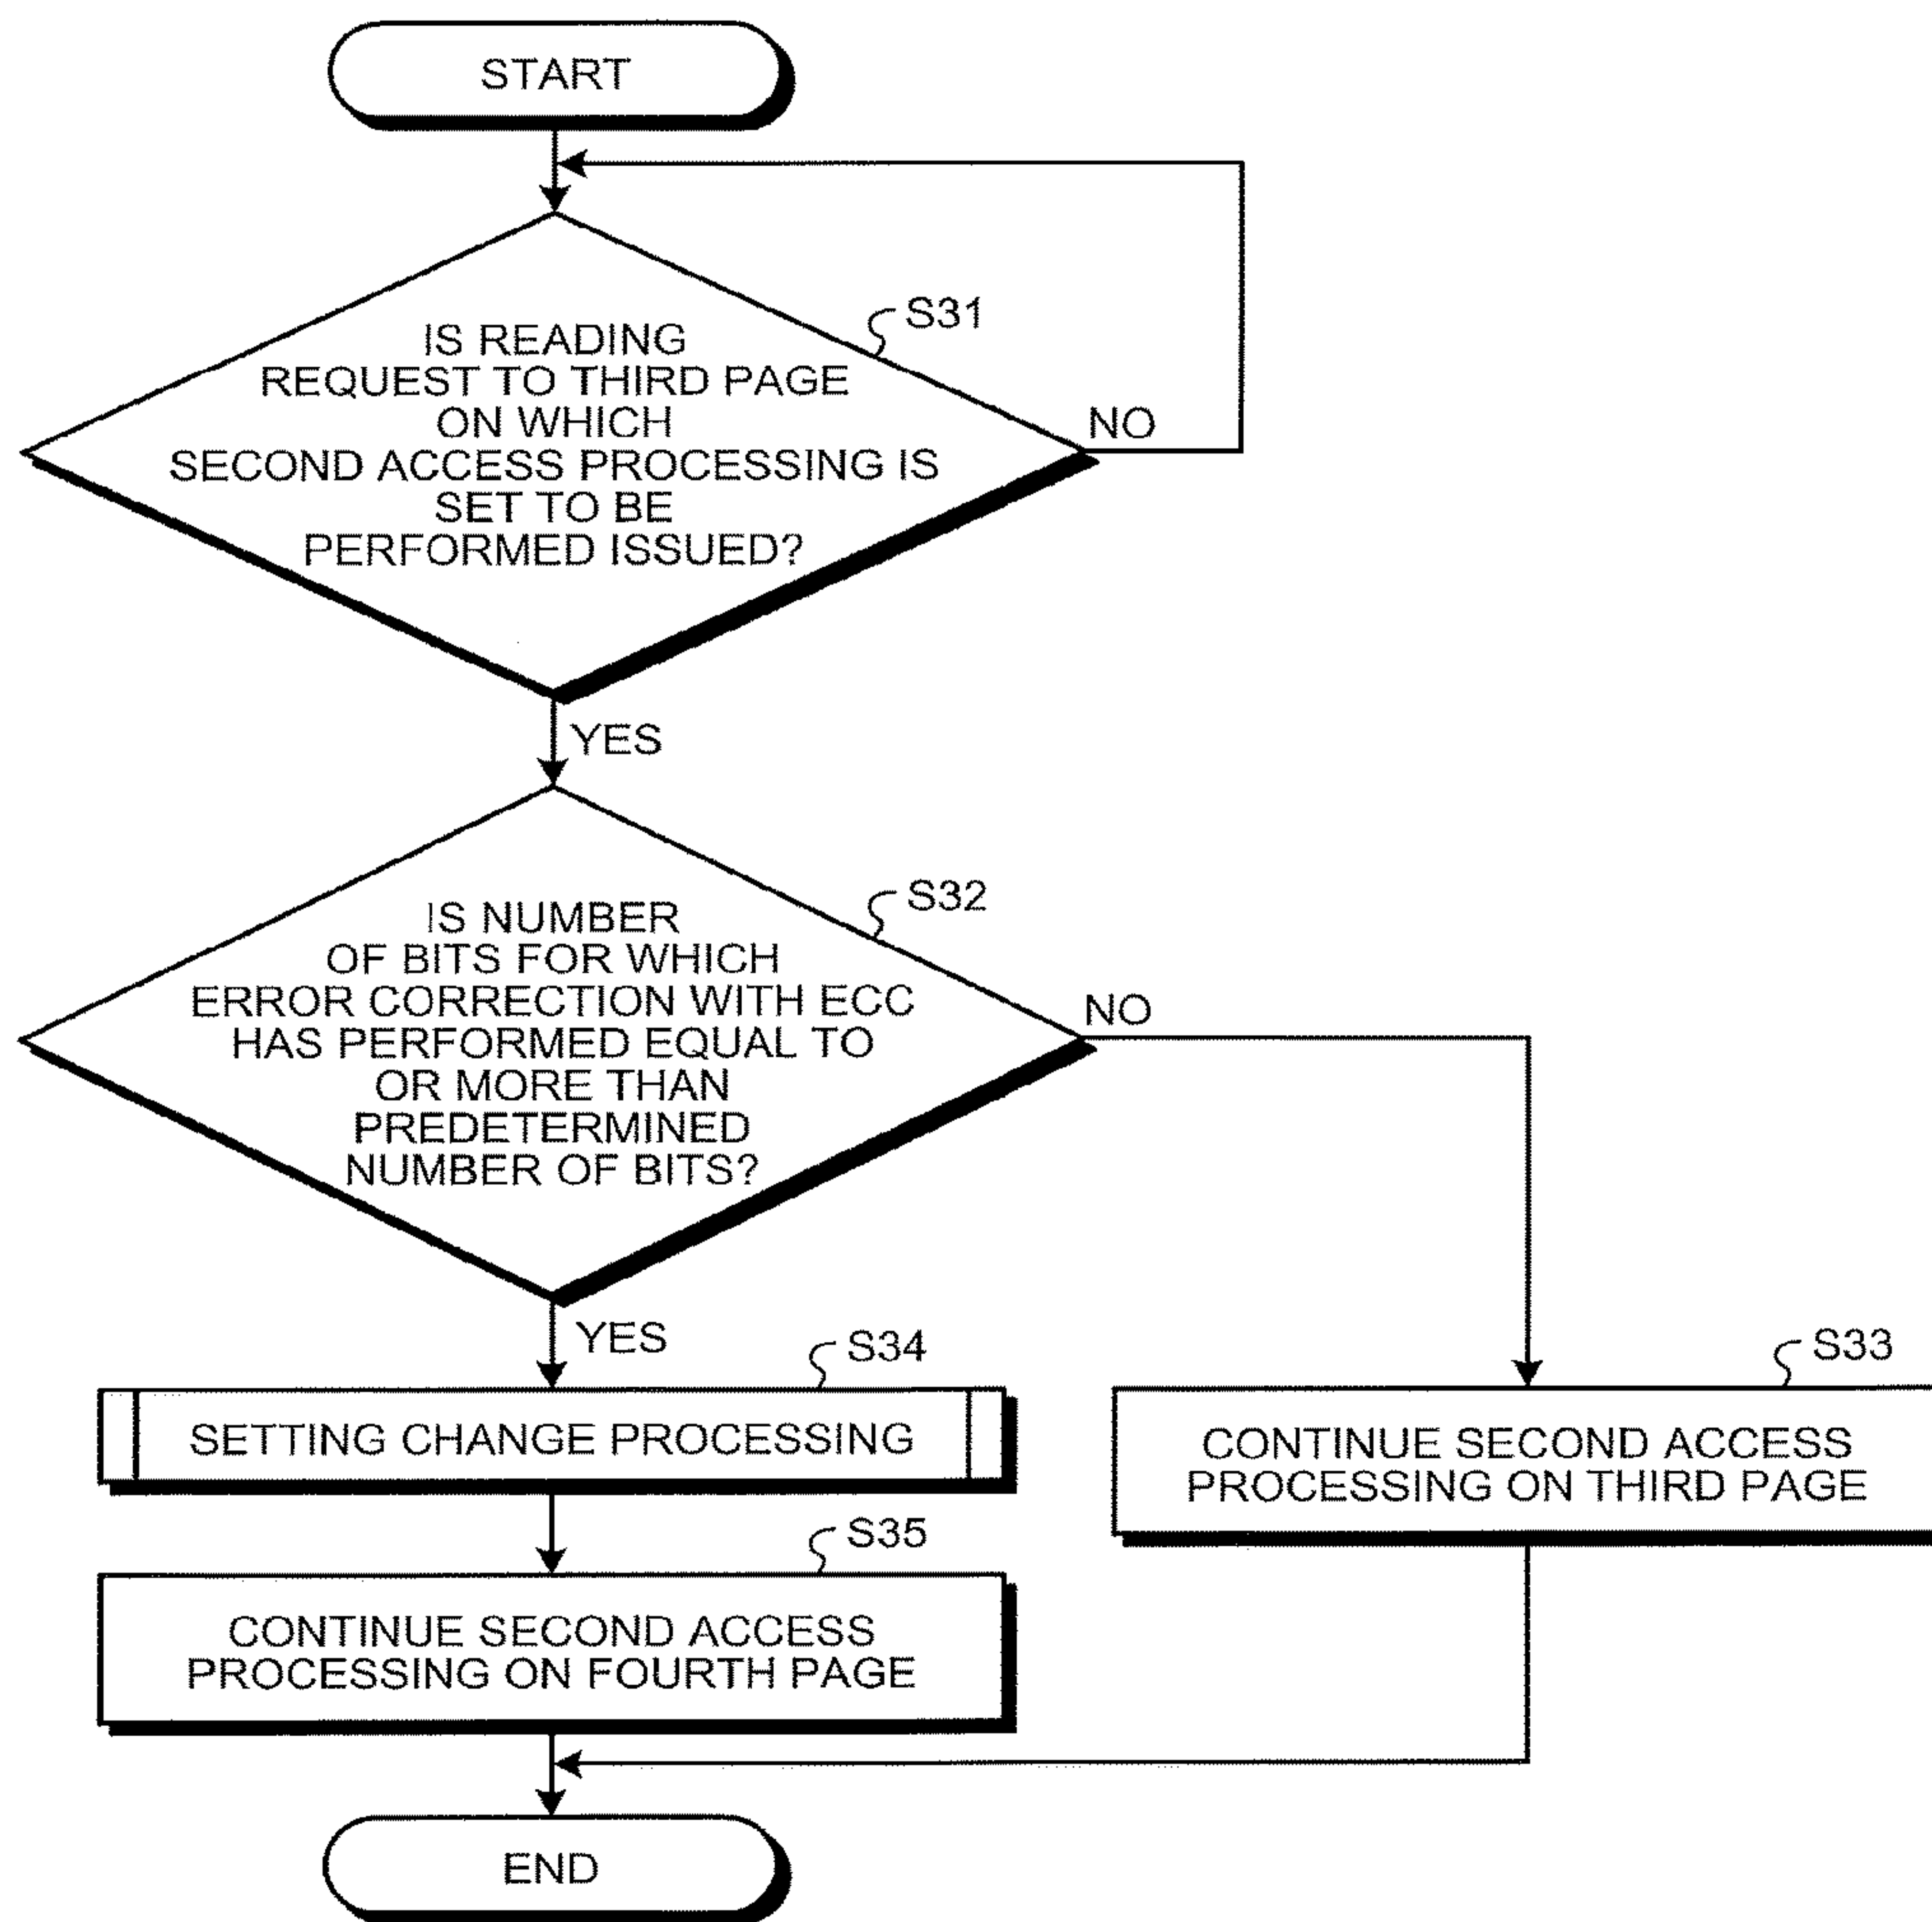 START
S31
IS READING
REQUEST TO THIRD PAGE
ON WHICH
SECOND ACCESS PROCESSING IS
SET TO BE
PERFORMED ISSUED?
NO
YES
S32
IS NUMBER
OF BITS FOR WHICH
ERROR CORRECTION WITH ECC
HAS PERFORMED EQUAL TO
OR MORE THAN
PREDETERMINED
NUMBER OF BITS?
NO
YES
S34
SETTING CHANGE PROCESSING
S33
CONTINUE SECOND ACCESS
PROCESSING ON THIRD PAGE
S35
CONTINUE SECOND ACCESS
PROCESSING ON FOURTH PAGE
END